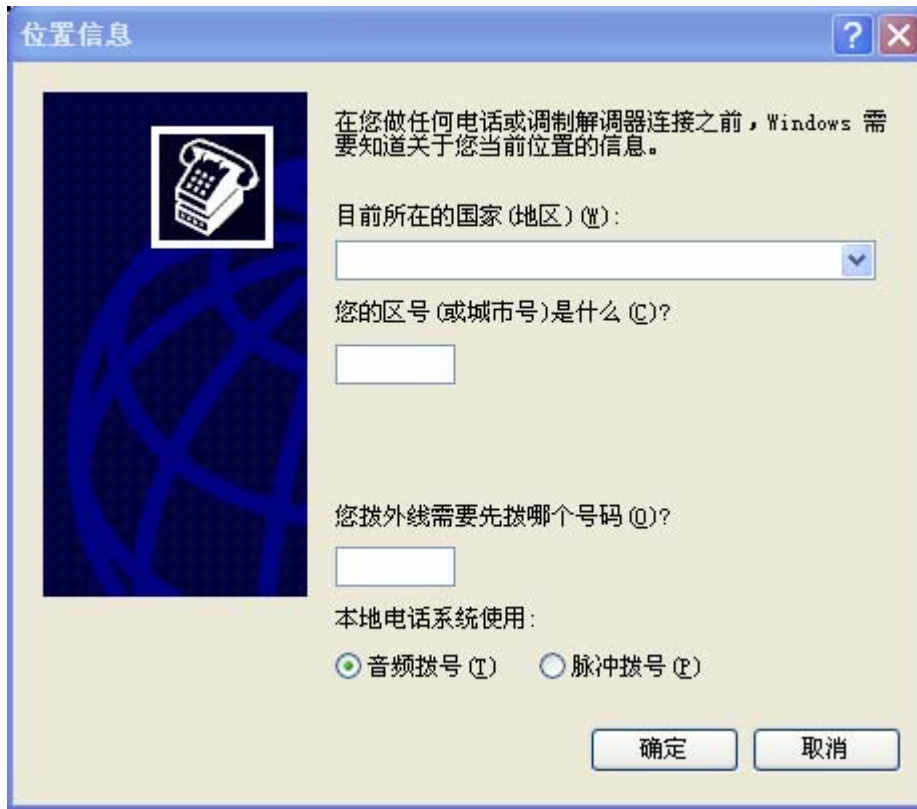 位置信息
在您做任何电话或调制解调器连接之前，Windows 需
要知道关于您当前位置的信息。
目前所在的国家(地区)(W):
您的区号(或城市号)是什么(C)?
您拨外线需要先拨哪个号码(O)?
本地电话系统使用:
音频拨号(T) 脉冲拨号(P)
确定 取消